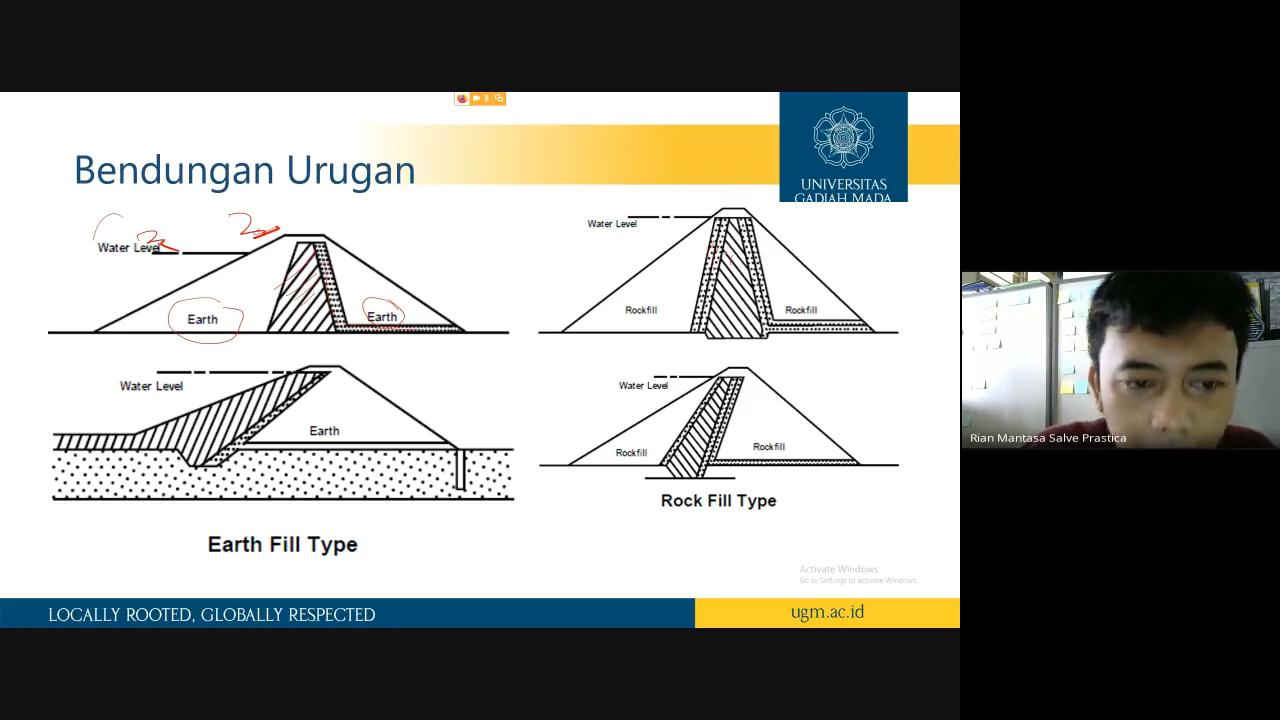 Bendungan Urugan
UNIVERSITAS
GADJAH MADA
Water Level
Earth
Earth
Water Level
Rockfill
Rockfill
Water Level
Earth
Water Level
Rockfill
Rockfill
Rock Fill Type
Earth Fill Type
Activate Windows
Go to Settings to activate Windows.
LOCALLY ROOTED, GLOBALLY RESPECTED
ugm.ac.id
Rian Mantasa Salve Prastica